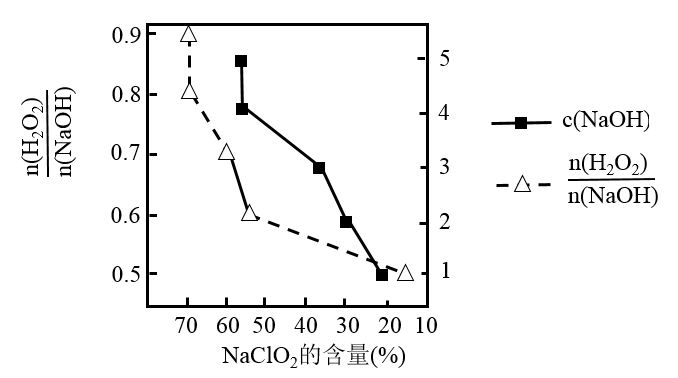 n(H₂O₂)
n(NaOH)
0.9
0.8
0.7
0.6
0.5
5
4
3
2
1
70 60 50 40 30 20 10
NaClO₂的含量(%)
c(NaOH)
n(H₂O₂)
n(NaOH)